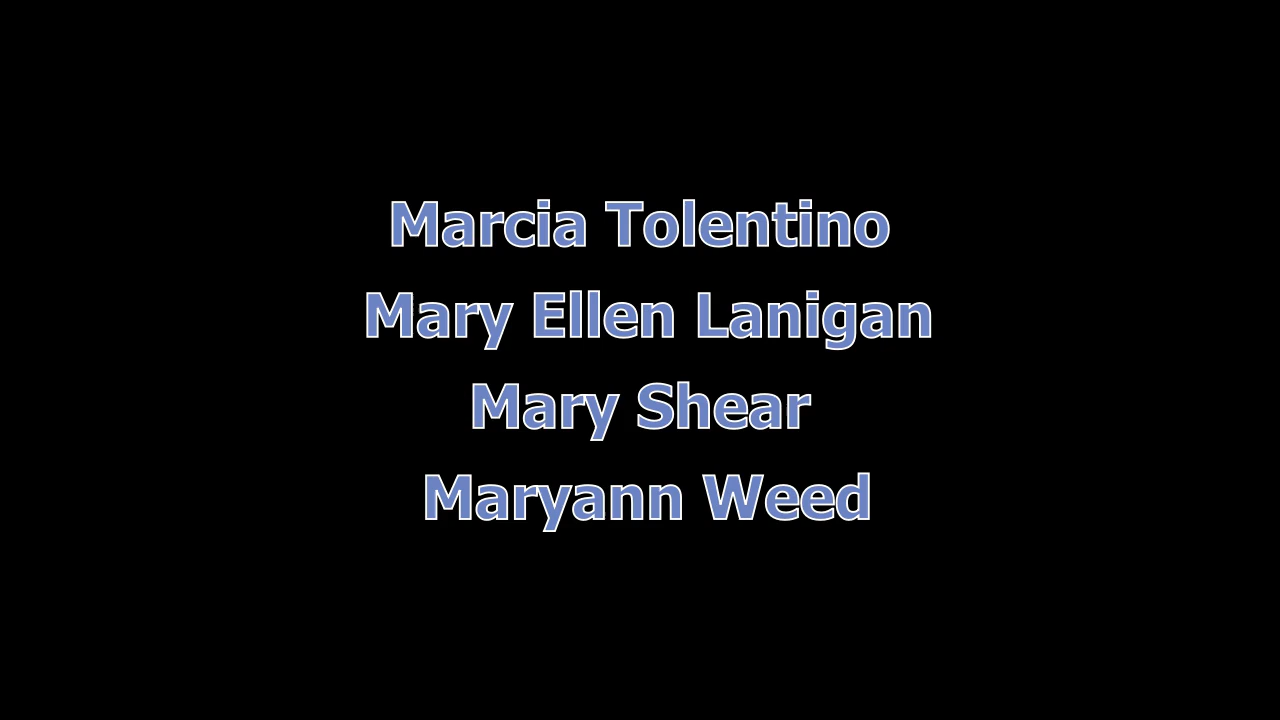 Marcia Tolentino
Mary Ellen Lanigan
Mary Shear
Maryann Weed